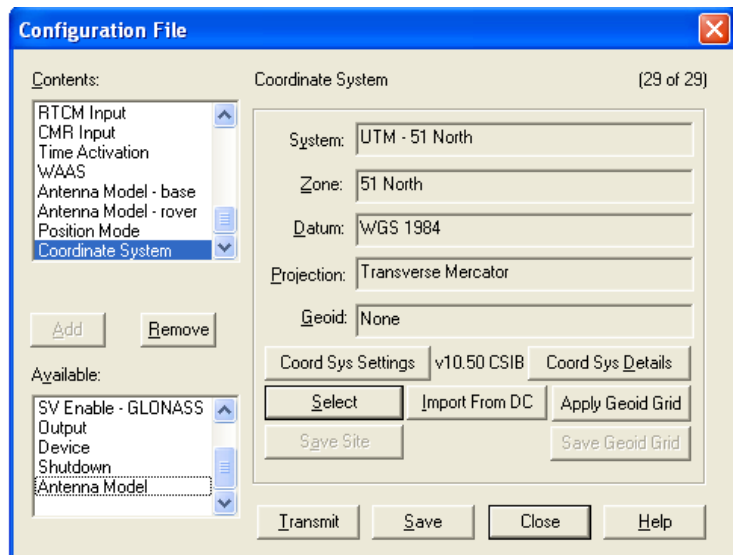 Configuration File
Contents:
RTCM Input
CMR Input
Time Activation
WAAS
Antenna Model - base
Antenna Model - rover
Position Mode
Coordinate System
Add
Remove
Available:
SV Enable - GLONASS
Output
Device
Shutdown
Antenna Model
Coordinate System (29 of 29)
System: UTM - 51 North
Zone: 51 North
Datum: WGS 1984
Projection: Transverse Mercator
Geoid: None
Coord Sys Settings v10.50 CSIB Coord Sys Details
Select Import From DC Apply Geoid Grid
Save Site Save Geoid Grid
Transmit Save Close Help